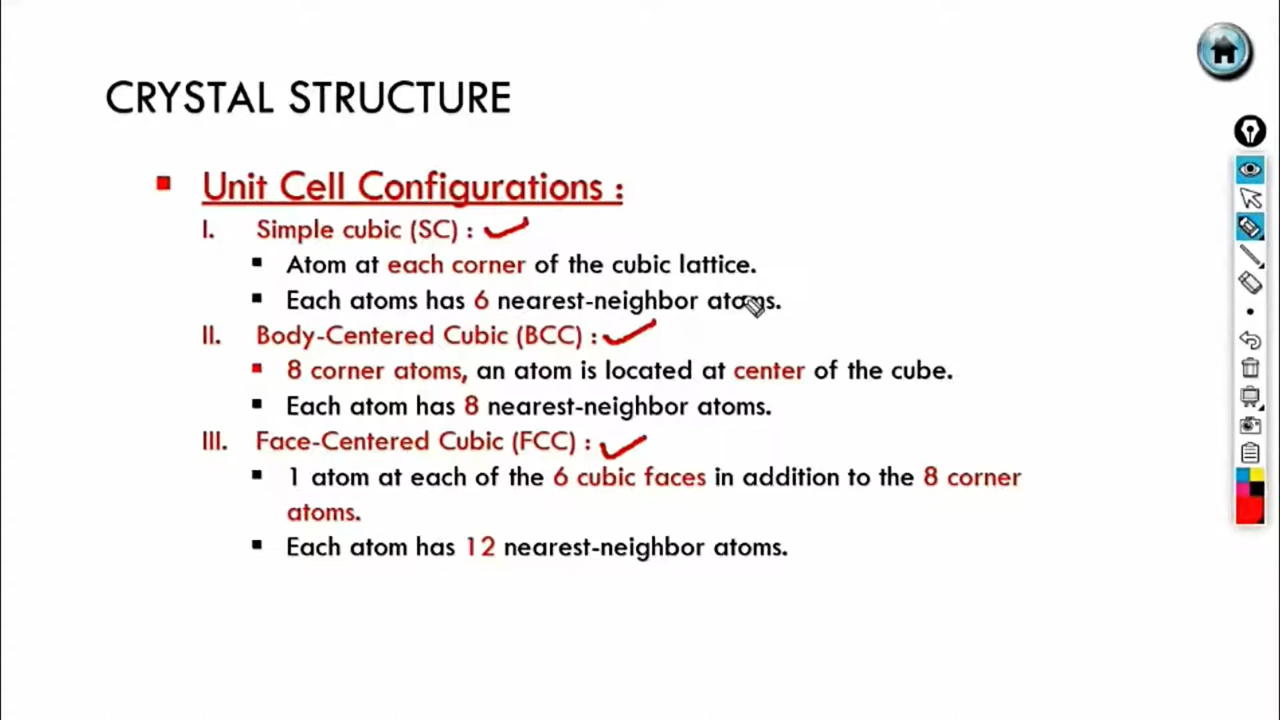 CRYSTAL STRUCTURE
Unit Cell Configurations :
I. Simple cubic (SC) :
Atom at each corner of the cubic lattice.
Each atoms has 6 nearest-neighbor atoms.
II. Body-Centered Cubic (BCC) :
8 corner atoms, an atom is located at center of the cube.
Each atom has 8 nearest-neighbor atoms.
III. Face-Centered Cubic (FCC) :
1 atom at each of the 6 cubic faces in addition to the 8 corner
atoms.
Each atom has 12 nearest-neighbor atoms.